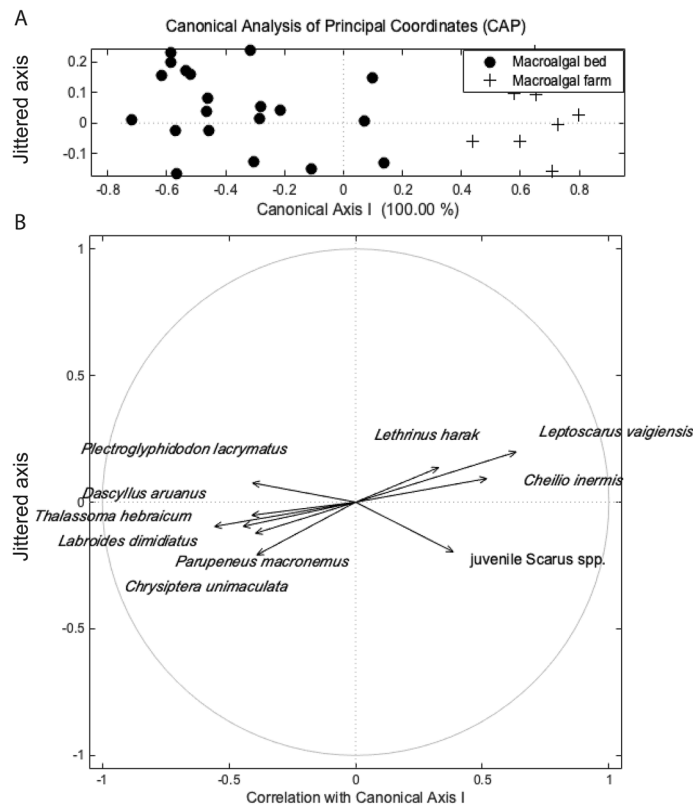 A
Canonical Analysis of Principal Coordinates (CAP)
Jittered axis
0.2
0.1
0
-0.1
Macroalgal bed
Macroalgal farm
-0.8 -0.6 -0.4 -0.2 0 0.2 0.4 0.6 0.8
Canonical Axis I (100.00 %)
B
Jittered axis
1
0.5
0
-0.5
-1
Lethrinus harak
Leptoscarus vaigiensis
Plectroglyphidodon lacrymatus
Cheilio inermis
Dascyllus aruanus
Thalassoma hebraicum
Labroides dimidiatus
Parupeneus macronemus
juvenile Scarus spp.
Chrysiptera unimaculata
-1 -0.5 0 0.5 1
Correlation with Canonical Axis I